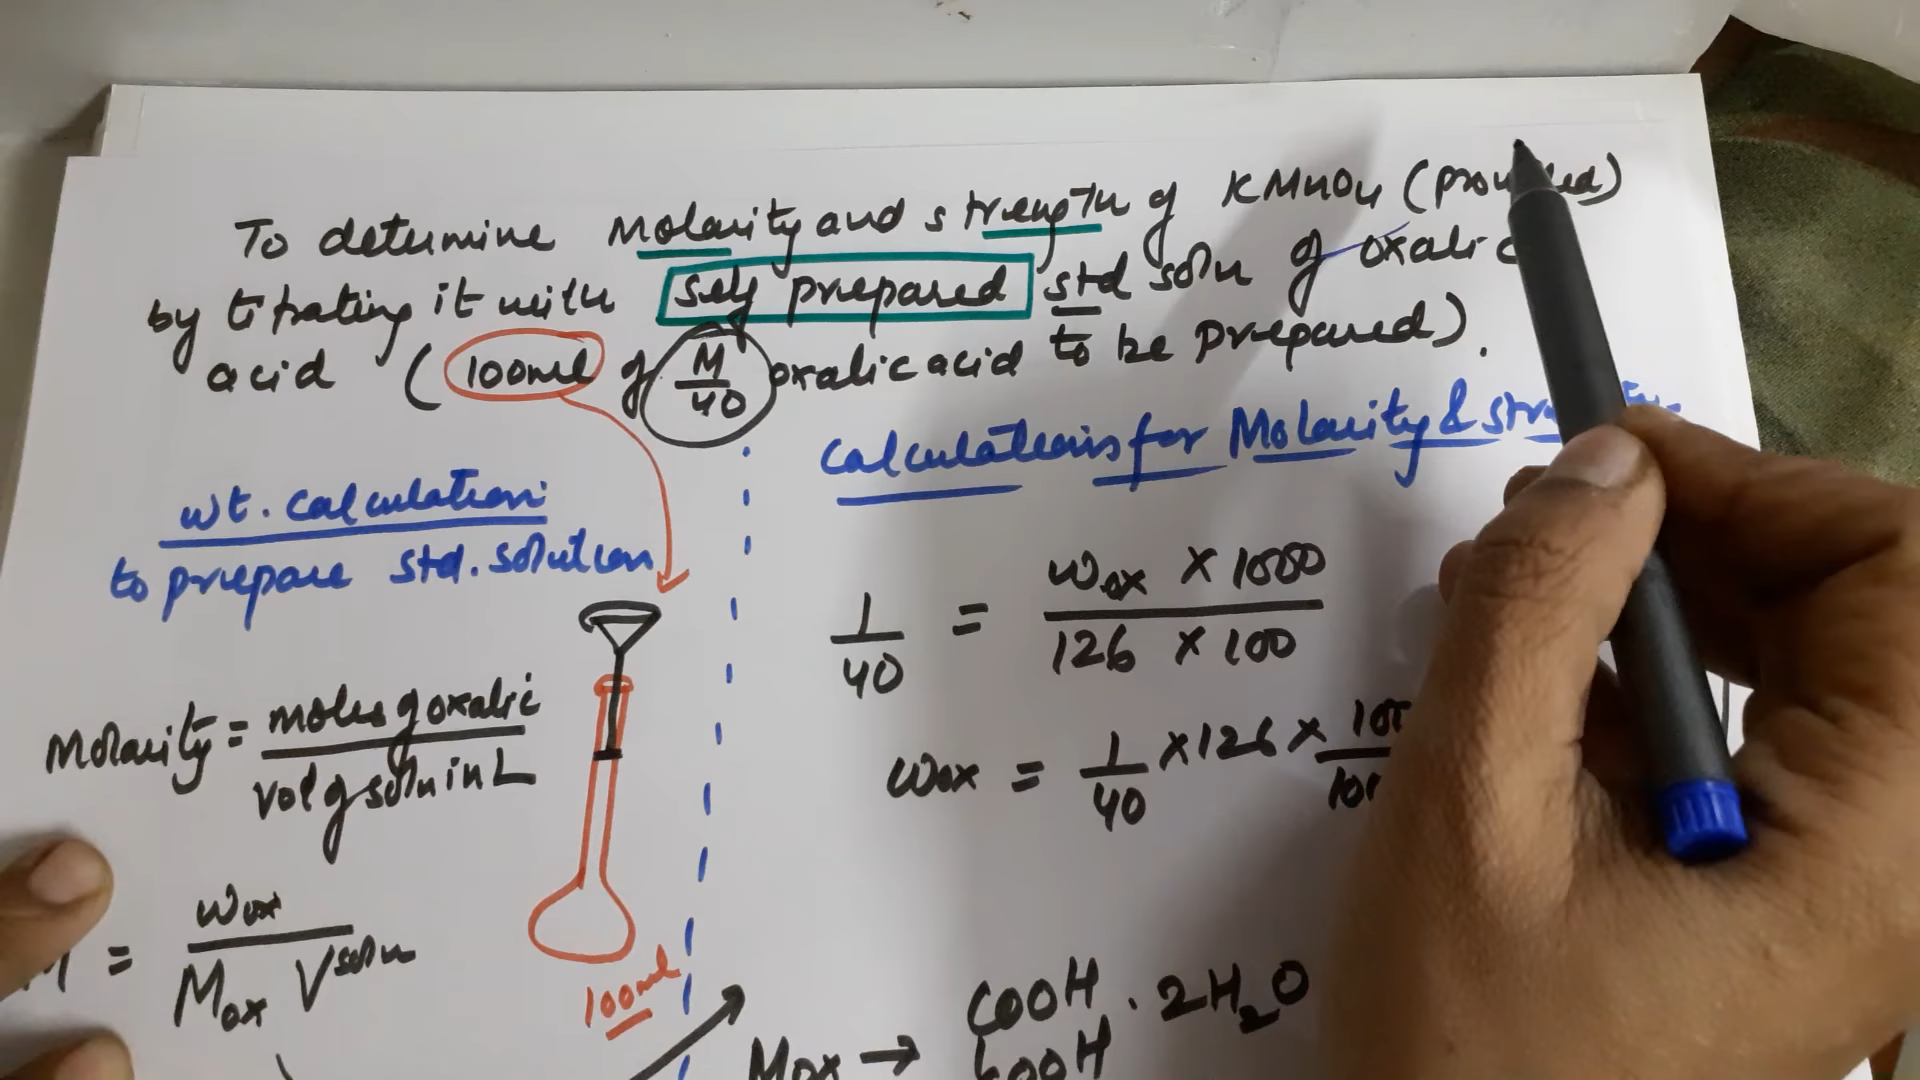 To determine Molarity and strength of KMnO4 (provided)
by titrating it with self prepared std soln of oxalic
acid (100ml of M/40 oxalic acid to be prepared).
wt. calculation
to prepare std. solution
Molarity = moles of oxalic / vol of soln in L
M = wox / Mox Vsoln
100ml
Calculations for Molarity &
1/40 = wox × 1000 / 126 × 100
wox = 1/40 × 126 ×
Mox → COOH . 2H2O
COOH